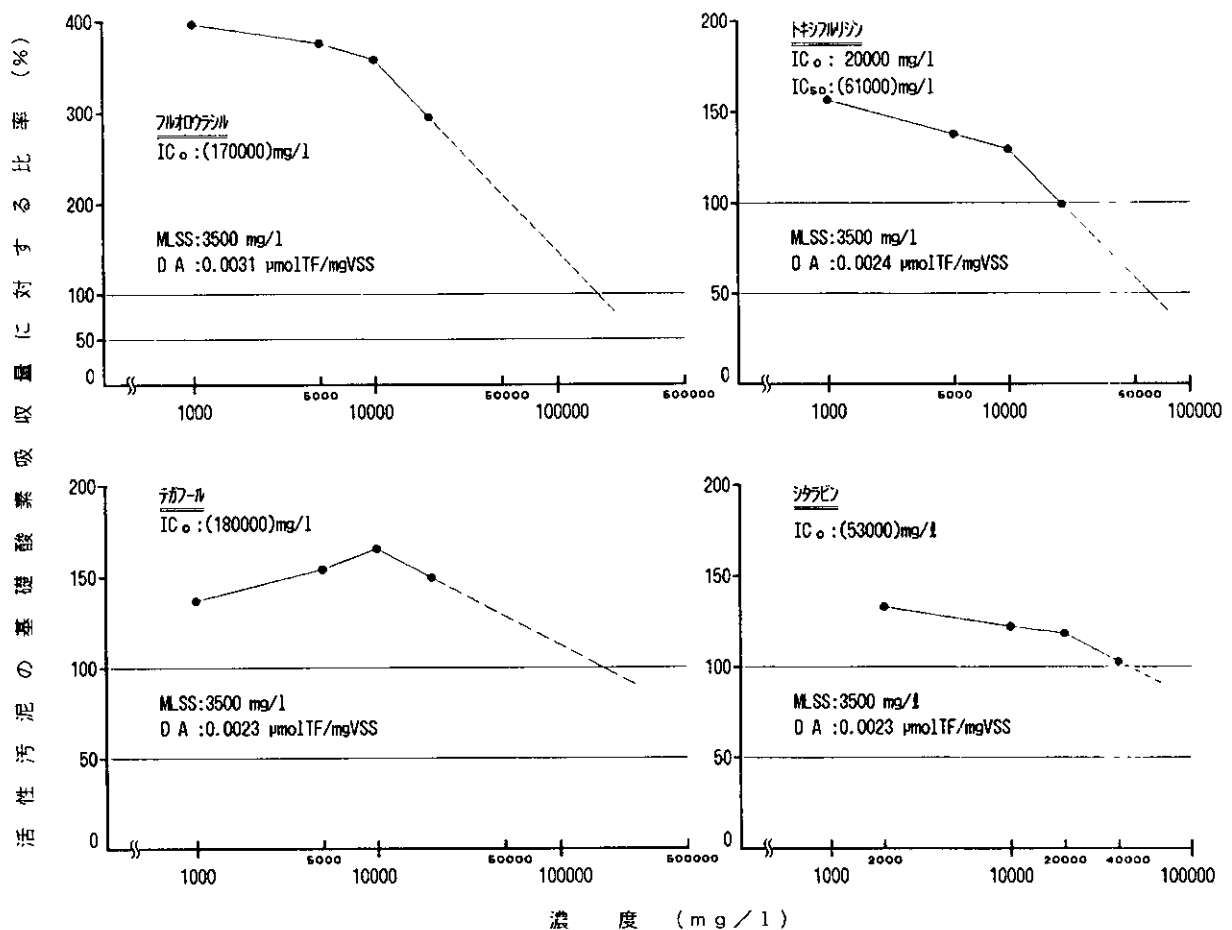 活性汚泥の基礎酸素吸収量に対する比率(%)
400
300
200
100
50
0
フルオロウラシル
IC₀:(170000)mg/l
MLSS:3500 mg/l
D A :0.0031 μmolTF/mgVSS
1000
5000
10000
50000
100000
500000
200
150
100
50
0
トキシフルリジン
IC₀: 20000 mg/l
IC₅₀:(61000)mg/l
MLSS:3500 mg/l
D A :0.0024 μmolTF/mgVSS
1000
5000
10000
50000
100000
200
150
100
50
0
テガフール
IC₀:(180000)mg/l
MLSS:3500 mg/l
D A :0.0023 μmolTF/mgVSS
1000
5000
10000
50000
100000
500000
200
150
100
50
0
シタラビン
IC₀:(53000)mg/l
MLSS:3500 mg/l
D A :0.0023 μmolTF/mgVSS
1000
2000
10000
20000
40000
100000
濃 度 (mg/l)